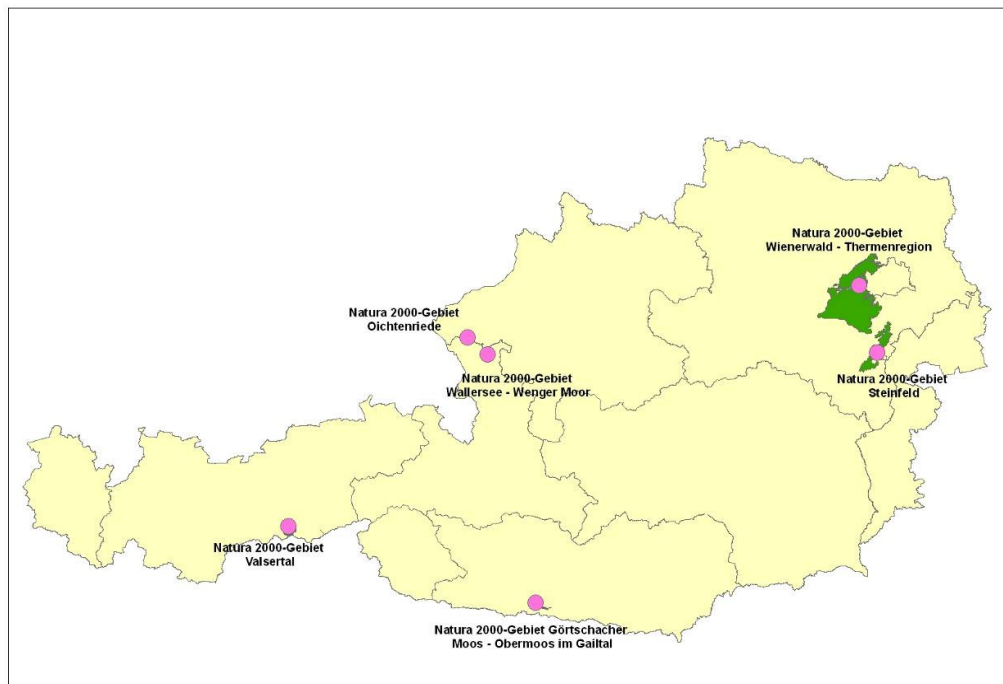 Natura 2000-Gebiet
Wienerwald - Thermenregion
Natura 2000-Gebiet
Oichtenriede
Natura 2000-Gebiet
Wallersee - Wenger Moor
Natura 2000-Gebiet
Steinfeld
Natura 2000-Gebiet
Valsertal
Natura 2000-Gebiet Görtschacher
Moos - Obermoos im Gailtal